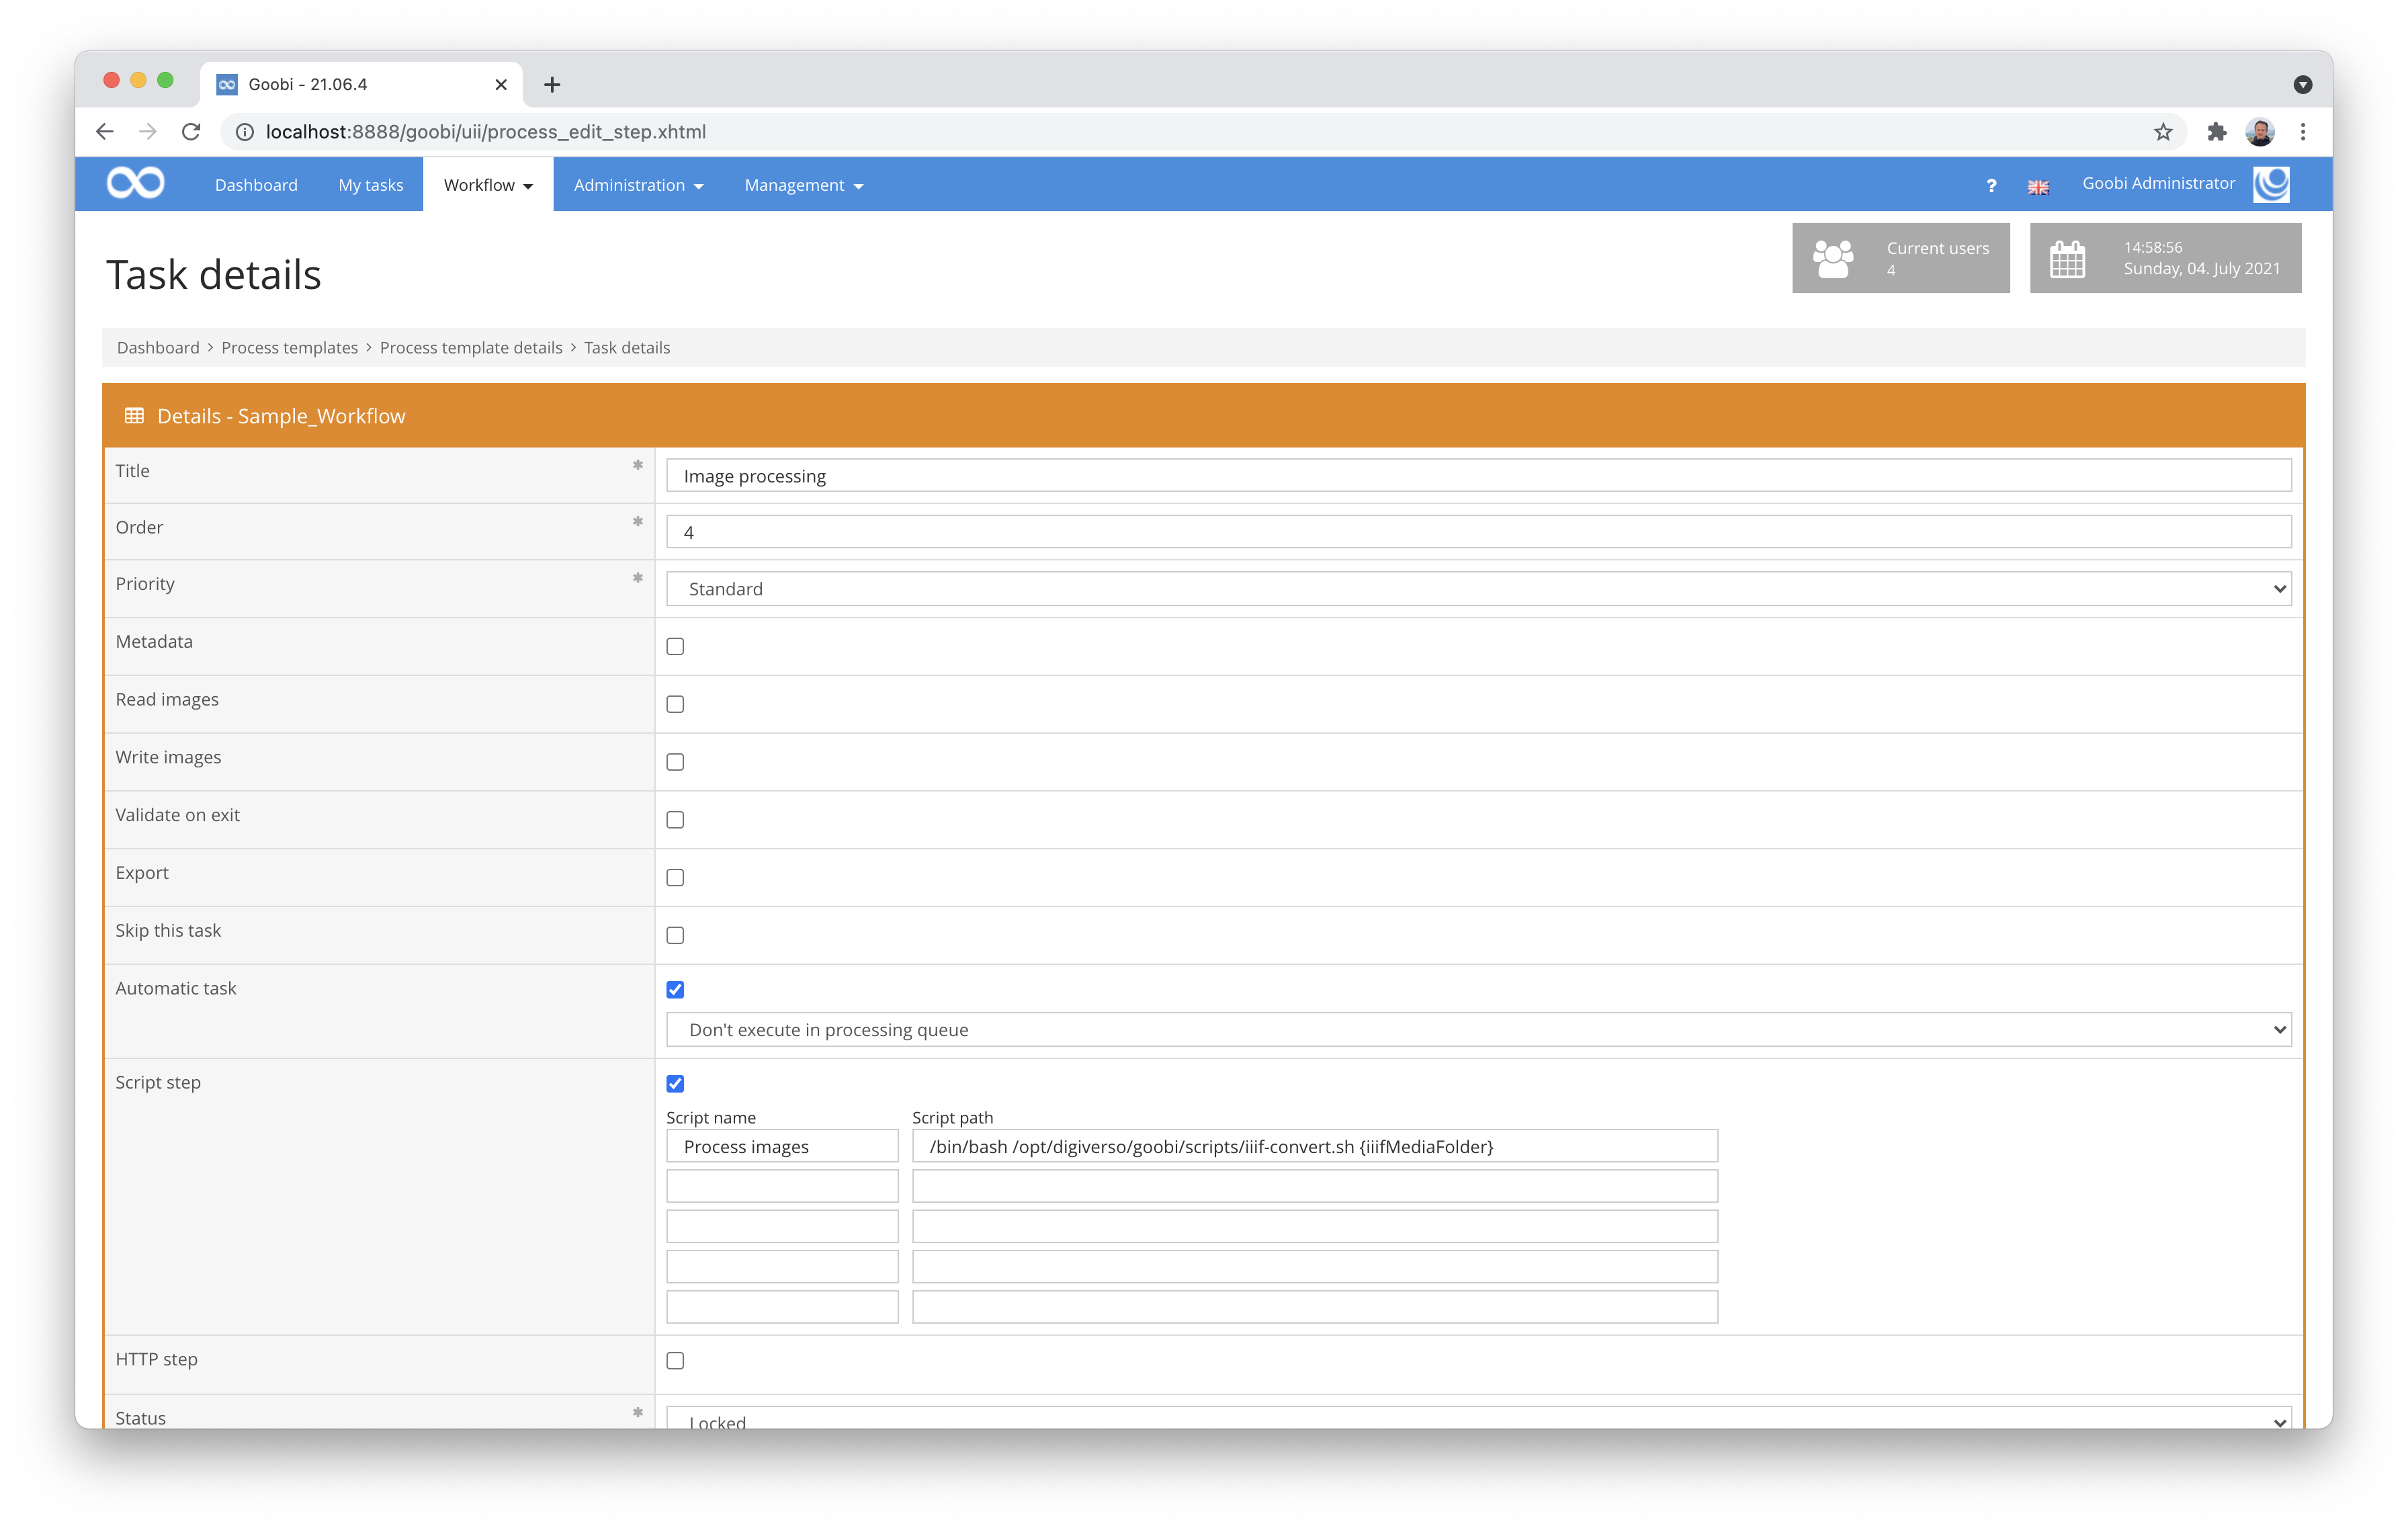 Goobi - 21.06.4
localhost:8888/goobi/uii/process_edit_step.xhtml
Dashboard My tasks Workflow Administration Management ? Goobi Administrator
Task details
Current users
4
14:58:56
Sunday, 04. July 2021
Dashboard > Process templates > Process template details > Task details
Details - Sample_Workflow
Title * Image processing
Order * 4
Priority * Standard
Metadata
Read images
Write images
Validate on exit
Export
Skip this task
Automatic task
Don't execute in processing queue
Script step
Script name Script path
Process images /bin/bash /opt/digiverso/goobi/scripts/iiif-convert.sh {iiifMediaFolder}
HTTP step
Status * Locked